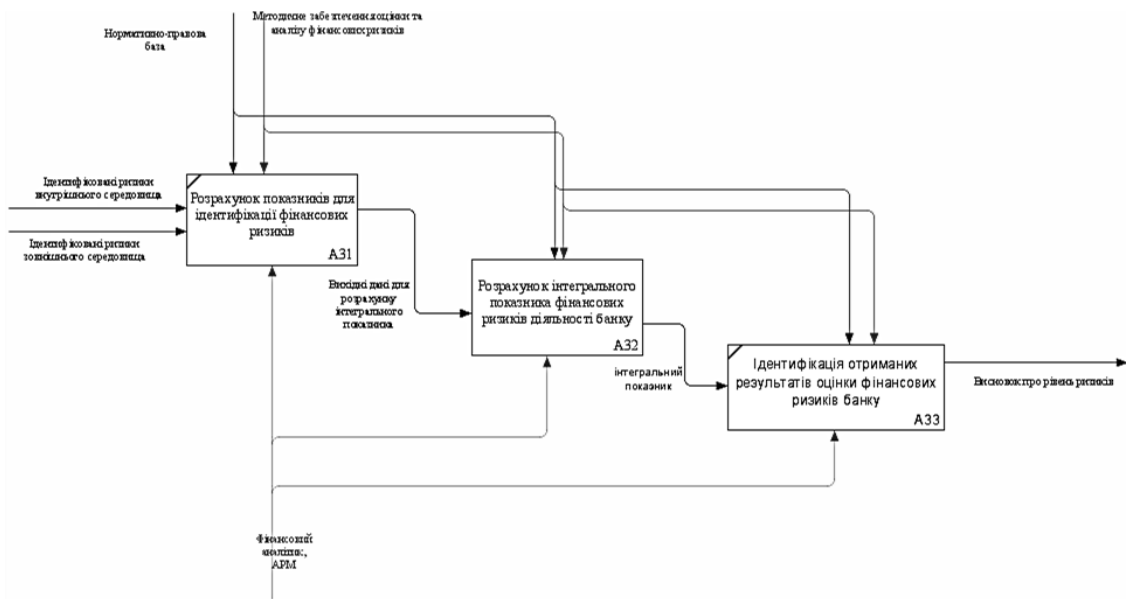 Методичне забезпечення оцінки та
аналізу фінансових ризиків
Нормативно-правова
база
Ідентифіковані ризики
внутрішнього середовища
Розрахунок показників для
ідентифікації фінансових
ризиків
А31
Ідентифіковані ризики
зовнішнього середовища
Вихідні дані для
розрахунку
інтегрального
показника
Розрахунок інтегрального
показника фінансових
ризиків діяльності банку
А32
інтегральний
показник
Ідентифікація отриманих
результатів оцінки фінансових
ризиків банку
А33
Висновок про рівень ризиків
Фінансовий
аналітик,
АРМ